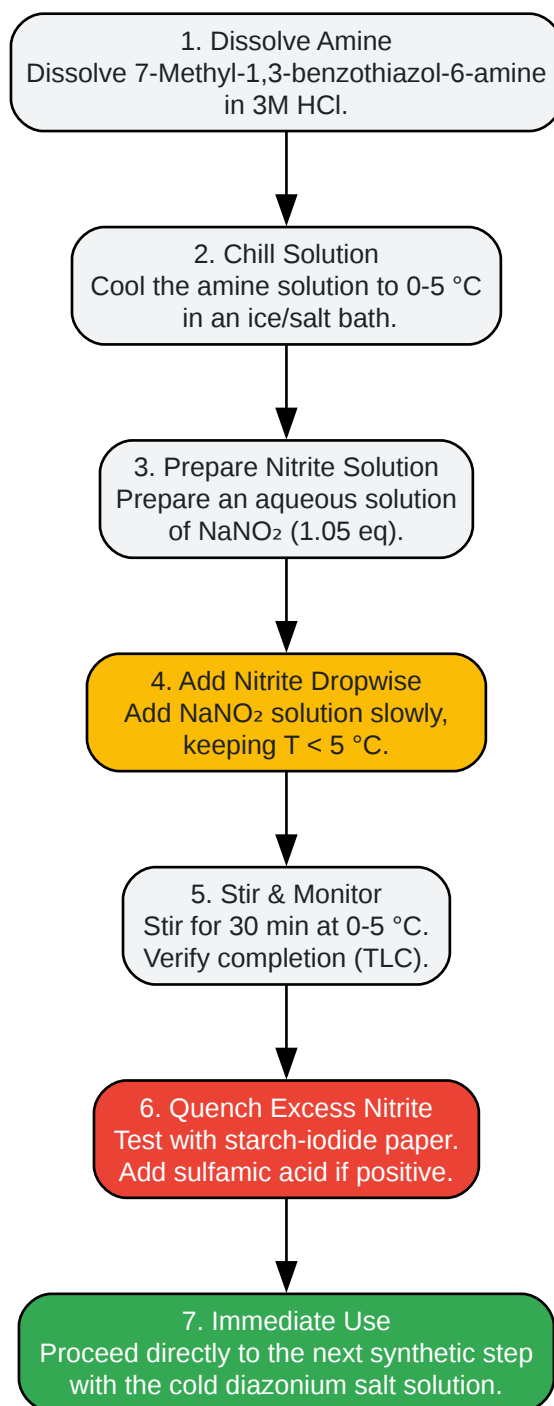 1. Dissolve Amine
Dissolve 7-Methyl-1,3-benzothiazol-6-amine
in 3M HCl.
2. Chill Solution
Cool the amine solution to 0-5 °C
in an ice/salt bath.
3. Prepare Nitrite Solution
Prepare an aqueous solution
of NaNO₂ (1.05 eq).
4. Add Nitrite Dropwise
Add NaNO₂ solution slowly,
keeping T < 5 °C.
5. Stir & Monitor
Stir for 30 min at 0-5 °C.
Verify completion (TLC).
6. Quench Excess Nitrite
Test with starch-iodide paper.
Add sulfamic acid if positive.
7. Immediate Use
Proceed directly to the next synthetic step
with the cold diazonium salt solution.